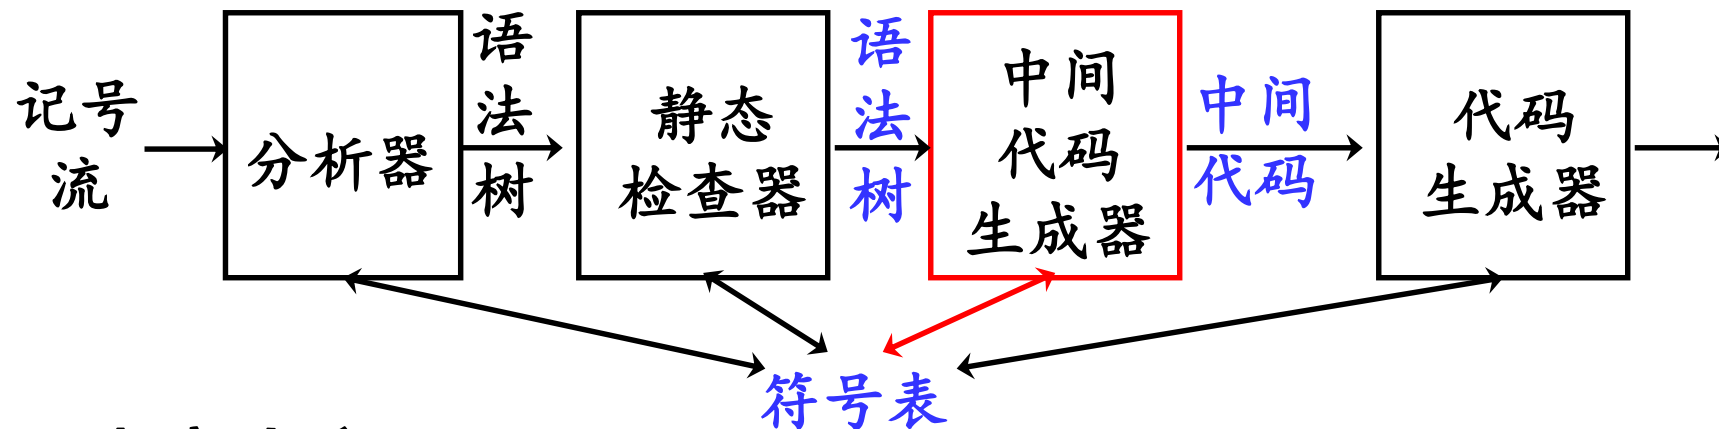 记号
流
分析器
语
法
树
静态
检查器
语
法
树
中间
代码
生成器
中间
代码
代码
生成器
符号表